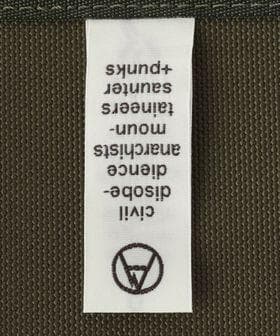 civil
disobe-
dience
anarchists
moun-
taineers
saunter
+punks